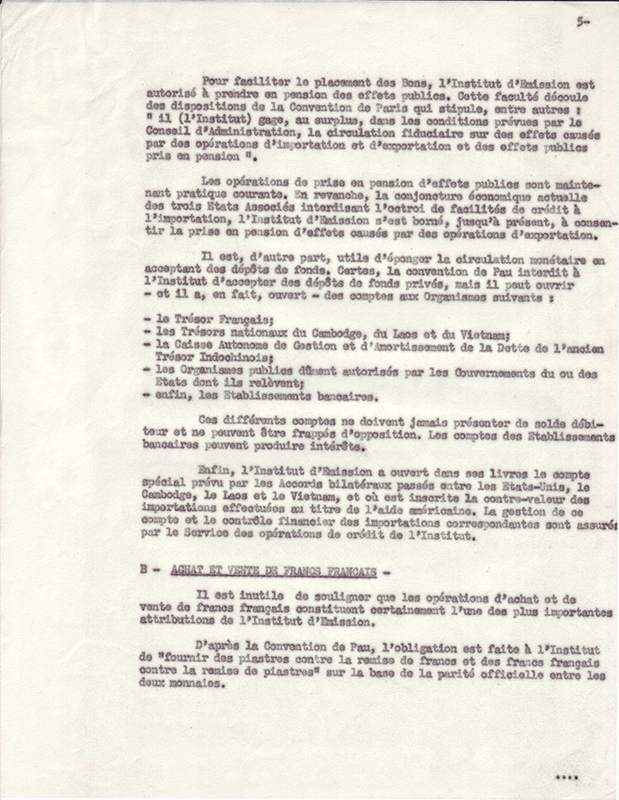 5-
Pour faciliter le placement des Bons, l'Institut d'Emission est
autorisé à prendre en pension des effets publics. Cette faculté découle
des dispositions de la Convention de Paris qui stipule, entre autres :
" il (l'Institut) gage, au surplus, dans les conditions prévues par le
Conseil d'Administration, la circulation fiduciaire sur des effets causés
par des opérations d'importation et d'exportation et des effets publics
pris en pension ".
Les opérations de prise en pension d'effets publics sont mainte-
nant pratique courante. En revanche, la conjoncture économique actuelle
des trois Etats Associés interdisant l'octroi de facilités de crédit à
l'importation, l'Institut d'Emission s'est borné, jusqu'à présent, à consen-
tir la prise en pension d'effets causés par des opérations d'exportation.
Il est, d'autre part, utile d'éponger la circulation monétaire en
acceptant des dépôts de fonds. Certes, la convention de Pau interdit à
l'Institut d'accepter des dépôts de fonds privés, mais il peut ouvrir
- et il a, en fait, ouvert - des comptes aux Organismes suivants :
- le Trésor Français;
- les Trésors nationaux du Cambodge, du Laos et du Vietnam;
- la Caisse Autonome de Gestion et d'Amortissement de la Dette de l'ancien
Trésor Indochinois;
- les Organismes publics dûment autorisés par les Gouvernements du ou des
Etats dont ils relèvent;
- enfin, les Etablissements bancaires.
Ces différents comptes ne doivent jamais présenter de solde débi-
teur et ne peuvent être frappés d'opposition. Les comptes des Etablissements
bancaires peuvent produire intérêts.
Enfin, l'Institut d'Emission a ouvert dans ses livres le compte
spécial prévu par les Accords bilatéraux passés entre les Etats-Unis, le
Cambodge, le Laos et le Vietnam, et où est inscrite la contre-valeur des
importations effectuées au titre de l'aide américaine. La gestion de ce
compte et le contrôle financier des importations correspondantes sont assurés
par le Service des opérations de crédit de l'Institut.
B - ACHAT ET VENTE DE FRANCS FRANCAIS -
Il est inutile de souligner que les opérations d'achat et de
vente de francs français constituent certainement l'une des plus importantes
attributions de l'Institut d'Emission.
D'après la Convention de Pau, l'obligation est faite à l'Institut
de "fournir des piastres contre la remise de francs et des francs français
contre la remise de piastres" sur la base de la parité officielle entre les
deux monnaies.
....